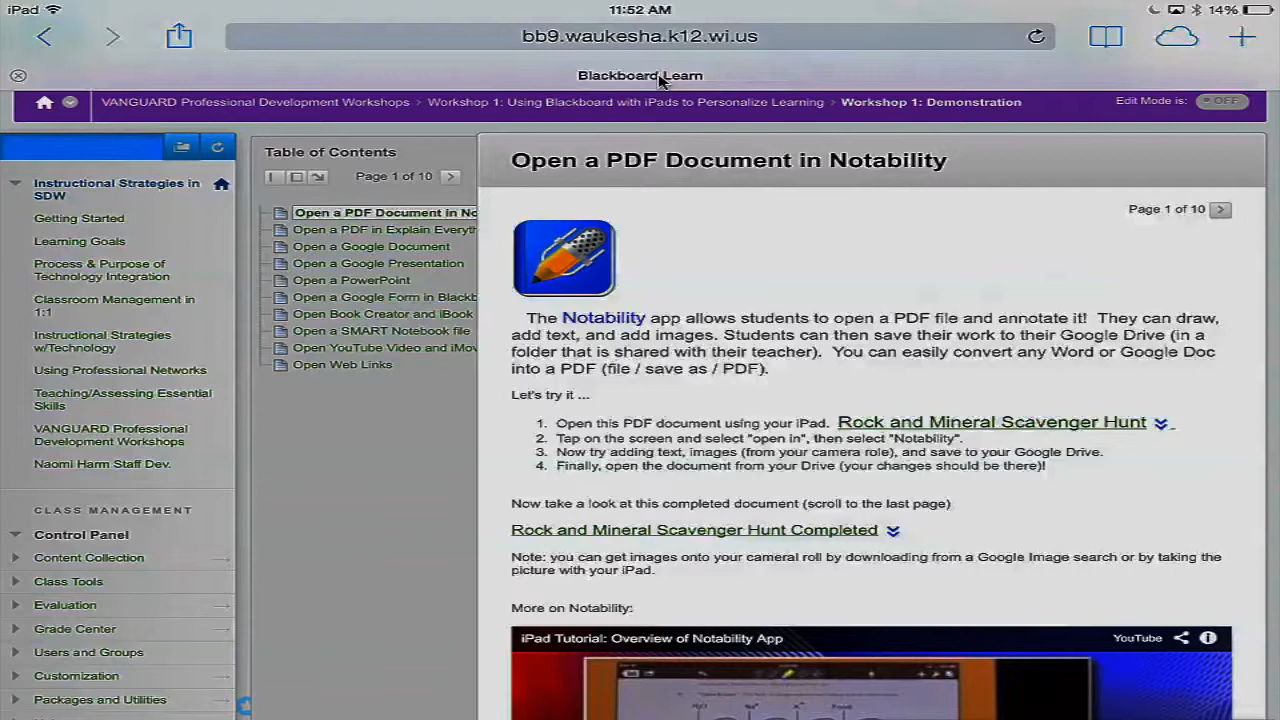 iPad
11:52 AM
14%
bb9.waukesha.k12.wi.us
Blackboard Learn
VANGUARD Professional Development Workshops > Workshop 1: Using Blackboard with iPads to Personalize Learning > Workshop 1: Demonstration
Edit Mode is: OFF
Instructional Strategies in
SDW
Getting Started
Learning Goals
Process & Purpose of
Technology Integration
Classroom Management in
1:1
Instructional Strategies
w/Technology
Using Professional Networks
Teaching/Assessing Essential
Skills
VANGUARD Professional
Development Workshops
Naomi Harm Staff Dev.
CLASS MANAGEMENT
Control Panel
Content Collection
Class Tools
Evaluation
Grade Center
Users and Groups
Customization
Packages and Utilities
Table of Contents
Page 1 of 10 >
Open a PDF Document in No
Open a PDF in Explain Everyth
Open a Google Document
Open a Google Presentation
Open a PowerPoint
Open a Google Form in Blackb
Open Book Creator and iBook
Open a SMART Notebook file
Open YouTube Video and iMov
Open Web Links
Open a PDF Document in Notability
Page 1 of 10 >
The Notability app allows students to open a PDF file and annotate it! They can draw,
add text, and add images. Students can then save their work to their Google Drive (in a
folder that is shared with their teacher). You can easily convert any Word or Google Doc
into a PDF (file / save as / PDF).
Let's try it ...
1. Open this PDF document using your iPad. Rock and Mineral Scavenger Hunt
2. Tap on the screen and select "open in", then select "Notability".
3. Now try adding text, images (from your camera role), and save to your Google Drive.
4. Finally, open the document from your Drive (your changes should be there)!
Now take a look at this completed document (scroll to the last page)
Rock and Mineral Scavenger Hunt Completed
Note: you can get images onto your cameral roll by downloading from a Google Image search or by taking the
picture with your iPad.
More on Notability:
iPad Tutorial: Overview of Notability App
YouTube